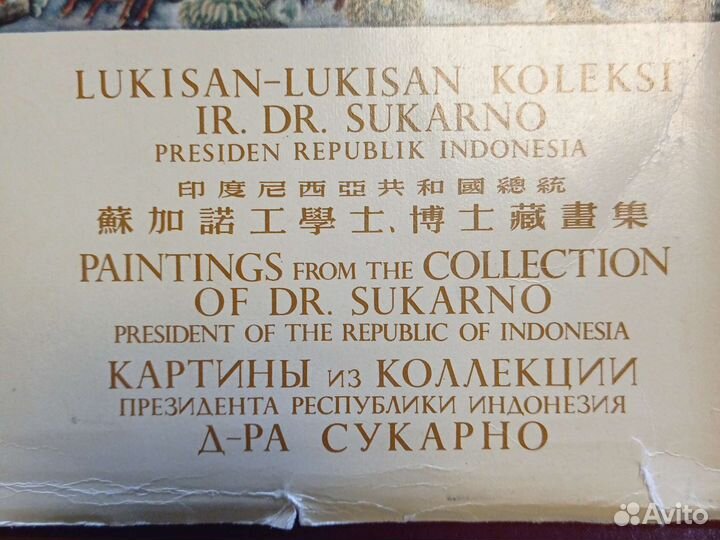 LUKISAN-LUKISAN KOLEKSI
IR. DR. SUKARNO
PRESIDEN REPUBLIK INDONESIA
印度尼西亞共和國總統
蘇加諾工學士、博士藏畫集
PAINTINGS FROM THE COLLECTION
OF DR. SUKARNO
PRESIDENT OF THE REPUBLIC OF INDONESIA
КАРТИНЫ ИЗ КОЛЛЕКЦИИ
ПРЕЗИДЕНТА РЕСПУБЛИКИ ИНДОНЕЗИЯ
Д-РА СУКАРНО
Avito